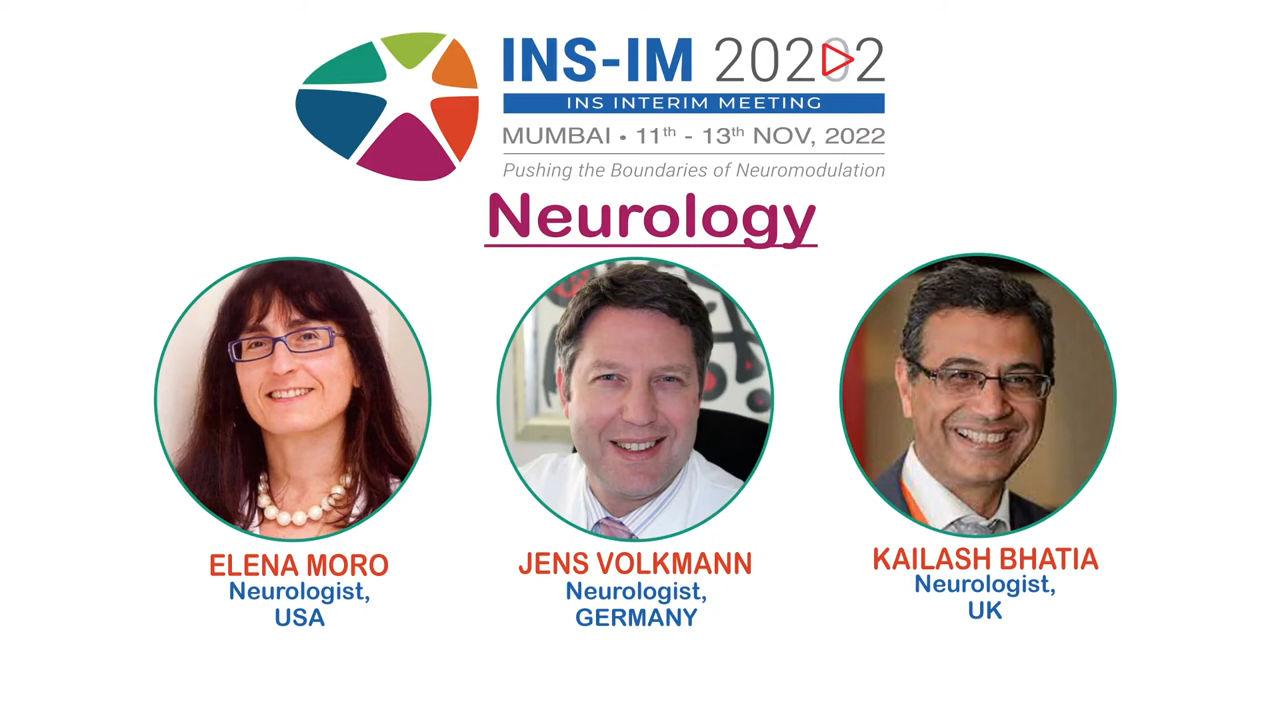 INS-IM 20202
INS INTERIM MEETING
MUMBAI • 11th - 13th NOV, 2022
Pushing the Boundaries of Neuromodulation
Neurology
ELENA MORO
Neurologist,
USA
JENS VOLKMANN
Neurologist,
GERMANY
KAILASH BHATIA
Neurologist,
UK